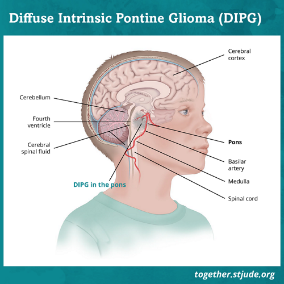 Diffuse Intrinsic Pontine Glioma (DIPG)
Cerebral
cortex
Cerebellum
Fourth
ventricle
Cerebral
spinal fluid
DIPG in the pons
Pons
Basilar
artery
Medulla
Spinal cord
together.stjude.org